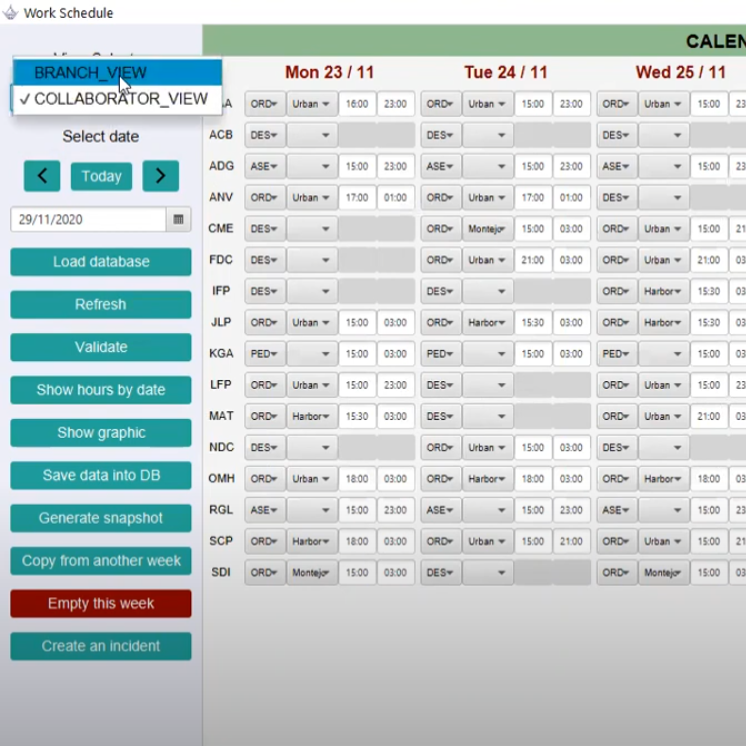 Work Schedule
CALEN
BRANCH_VIEW
✓ COLLABORATOR_VIEW
Mon 23 / 11 Tue 24 / 11 Wed 25 / 11
Select date
Today
29/11/2020
Load database
Refresh
Validate
Show hours by date
Show graphic
Save data into DB
Generate snapshot
Copy from another week
Empty this week
Create an incident
A ORD Urban 16:00 23:00 ORD Urban 15:00 23:00 ORD Urban 15:00 23
ACB DES DES DES
ADG ASE 15:00 23:00 ASE 15:00 23:00 ASE 15:00 23
ANV ORD Urban 17:00 01:00 ORD Urban 17:00 01:00 DES
CME DES ORD Montejo 15:00 03:00 ORD Urban 15:00 21
FDC DES ORD Urban 21:00 03:00 ORD Urban 21:00 03
IFP DES DES ORD Harbor 15:30 03
JLP ORD Urban 15:00 03:00 ORD Harbor 15:30 03:00 ORD Harbor 15:30 03
KGA PED 15:00 03:00 PED 15:00 03:00 PED 15:00 03
LFP ORD Urban 15:00 23:00 DES ORD Urban 15:00 23
MAT ORD Harbor 15:30 03:00 DES ORD Urban 21:00 03
NDC DES ORD Urban 15:00 03:00 DES
OMH ORD Urban 18:00 03:00 ORD Harbor 18:00 03:00 ORD Harbor 18:00 03
RGL ASE 15:00 23:00 ASE 15:00 23:00 ASE 15:00 23
SCP ORD Harbor 18:00 03:00 ORD Urban 15:00 21:00 ORD Urban 15:00 21
SDI ORD Montejo 15:00 03:00 DES ORD Montejo 15:00 03